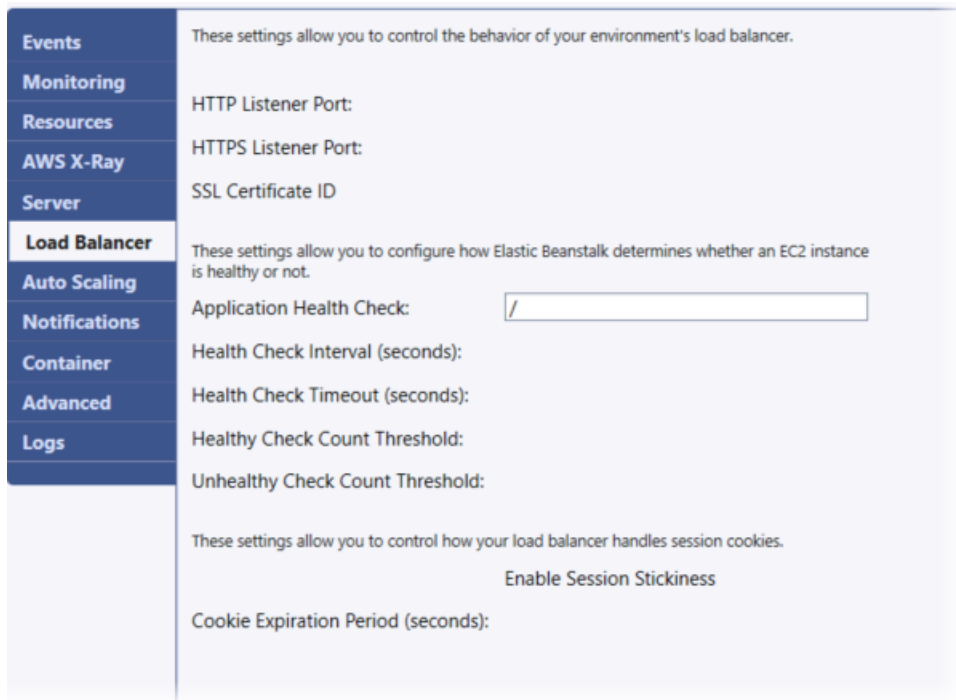 Events
Monitoring
Resources
AWS X-Ray
Server
Load Balancer
Auto Scaling
Notifications
Container
Advanced
Logs
These settings allow you to control the behavior of your environment's load balancer.
HTTP Listener Port:
HTTPS Listener Port:
SSL Certificate ID
These settings allow you to configure how Elastic Beanstalk determines whether an EC2 instance
is healthy or not.
Application Health Check: /
Health Check Interval (seconds):
Health Check Timeout (seconds):
Healthy Check Count Threshold:
Unhealthy Check Count Threshold:
These settings allow you to control how your load balancer handles session cookies.
Enable Session Stickiness
Cookie Expiration Period (seconds):